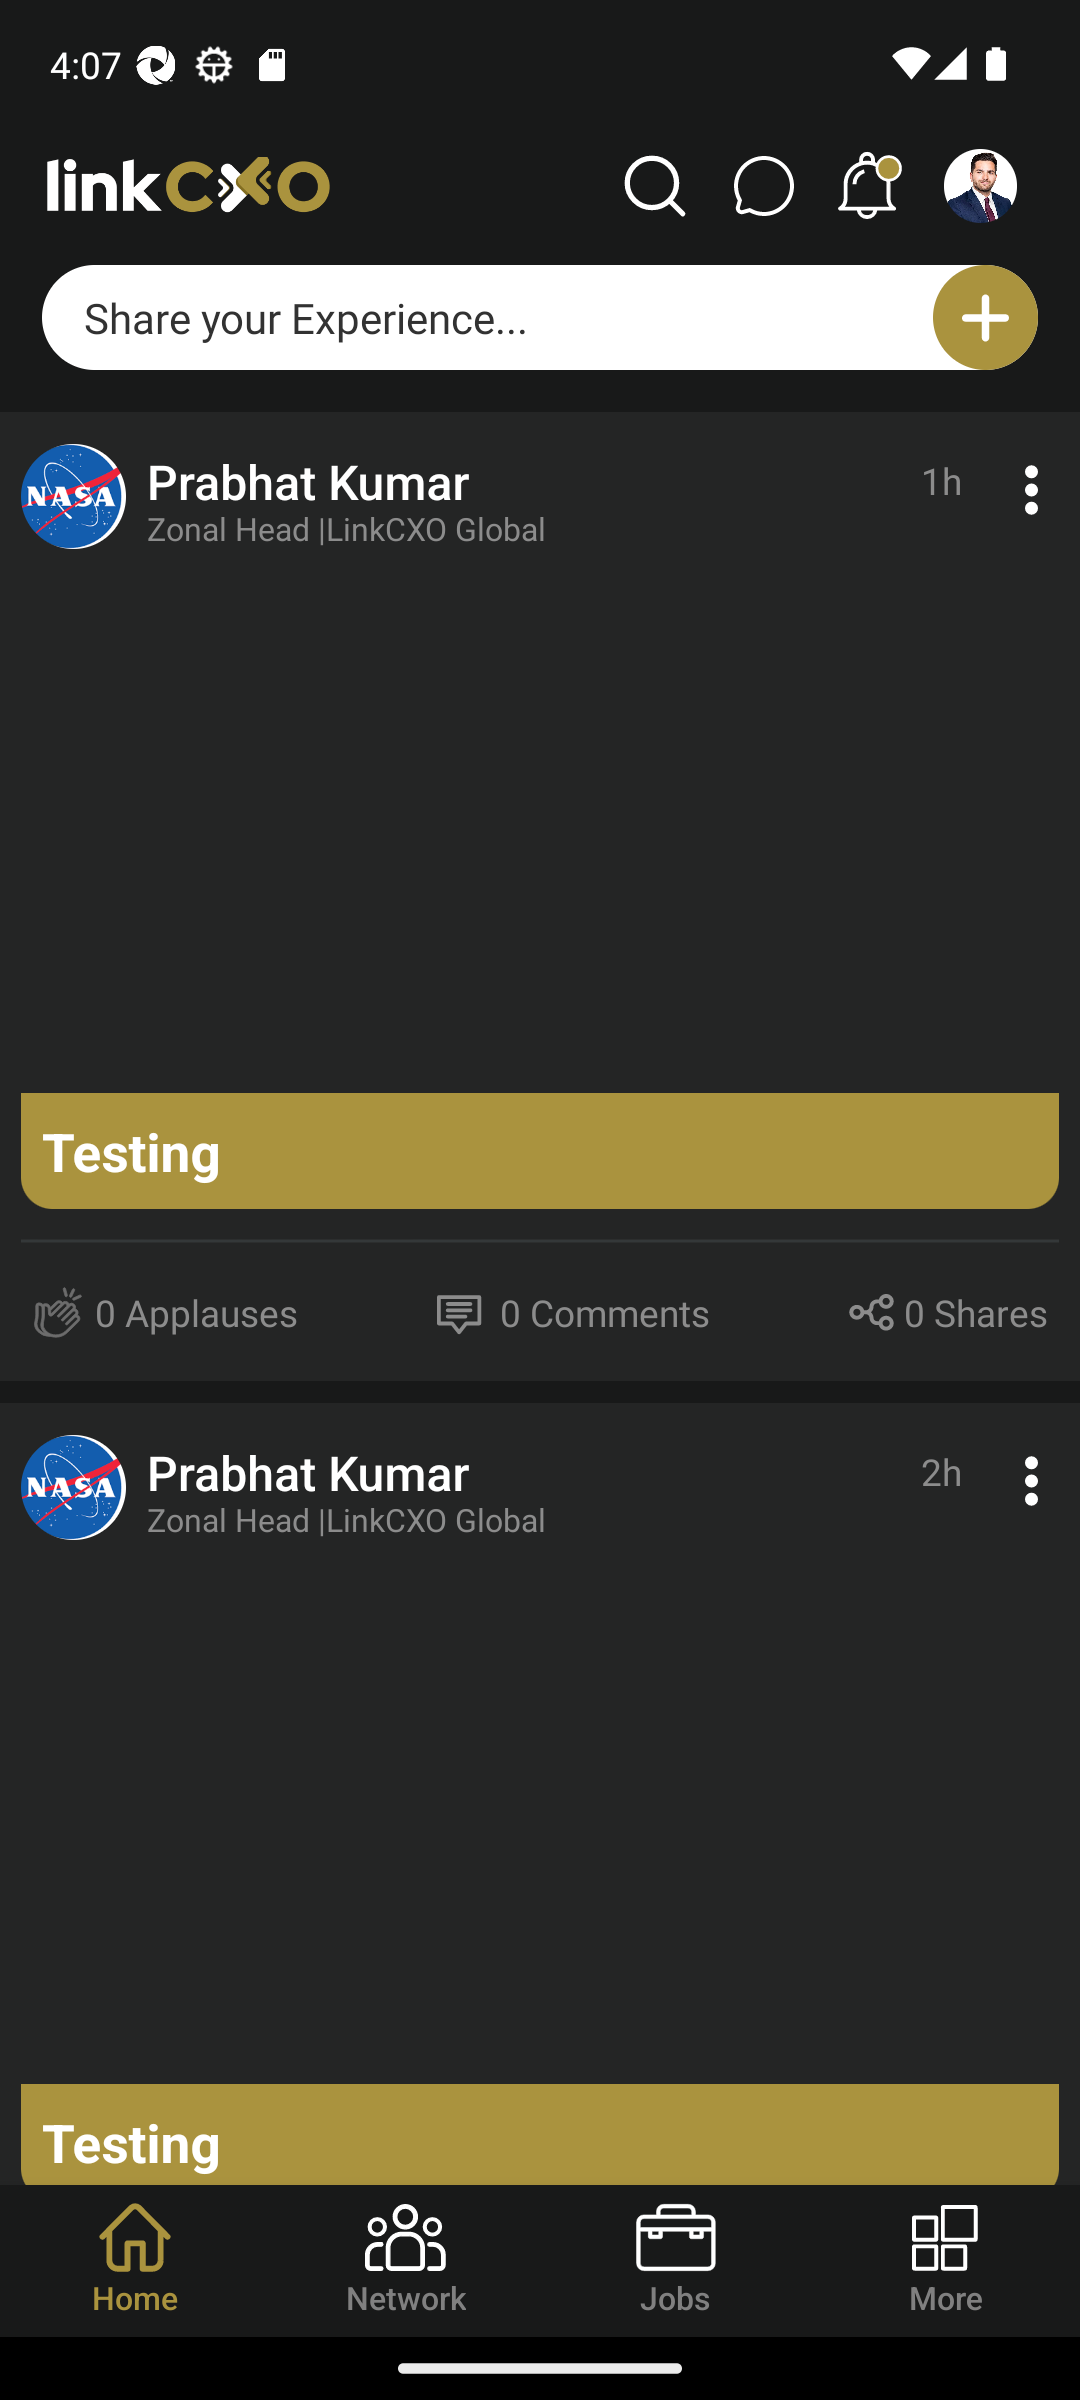 4:07
linkCXO
Share your Experience...
NASA
Prabhat Kumar
1h
Zonal Head |LinkCXO Global
Testing
0 Applauses
0 Comments
0 Shares
NASA
Prabhat Kumar
2h
Zonal Head |LinkCXO Global
Testing
Home
Network
Jobs
More